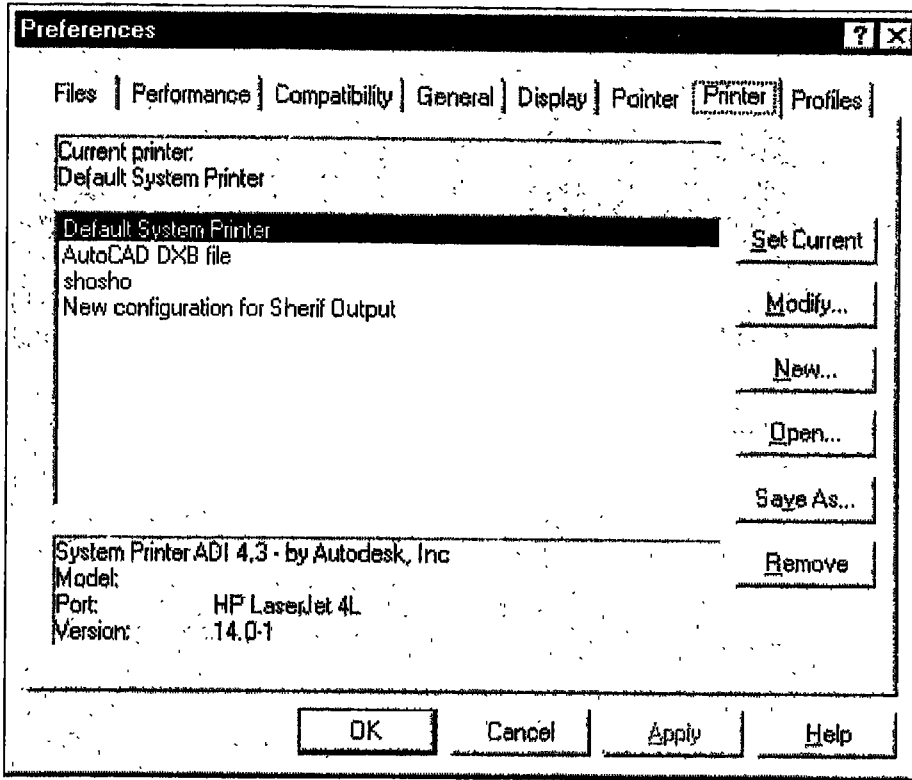 Preferences
Files Performance Compatibility General Display Pointer Printer Profiles
Current printer:
Default System Printer
Default System Printer
AutoCAD DXB file
shosho
New configuration for Sherif Output
Set Current
Modify...
New...
Open...
Save As...
Remove
System Printer ADI 4.3 - by Autodesk, Inc
Model:
Port: HP LaserJet 4L
Version: 14.0-1
OK Cancel Apply Help